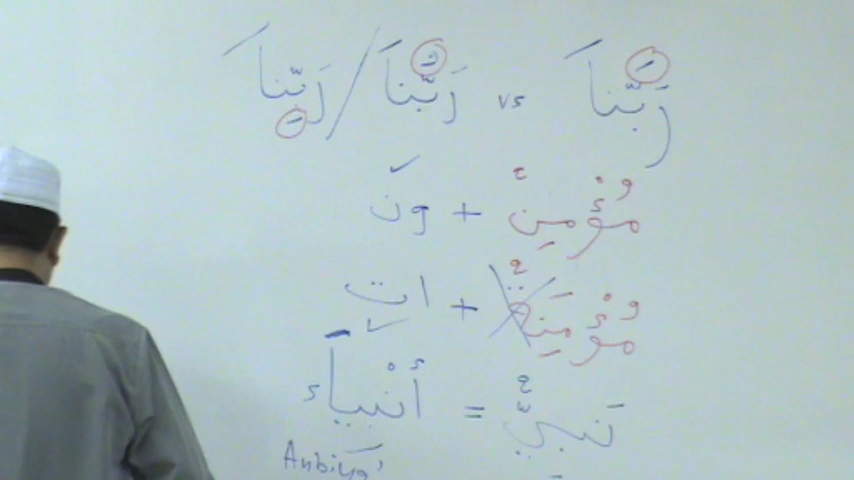 رَبَّنَا vs رَبُّنَا / رَبِّنَا
مُؤْمِنٌ + ونَ
مُؤْمِنَةٌ + ات
نَبِيٌّ = أَنْبِيَاء
Anbiya'